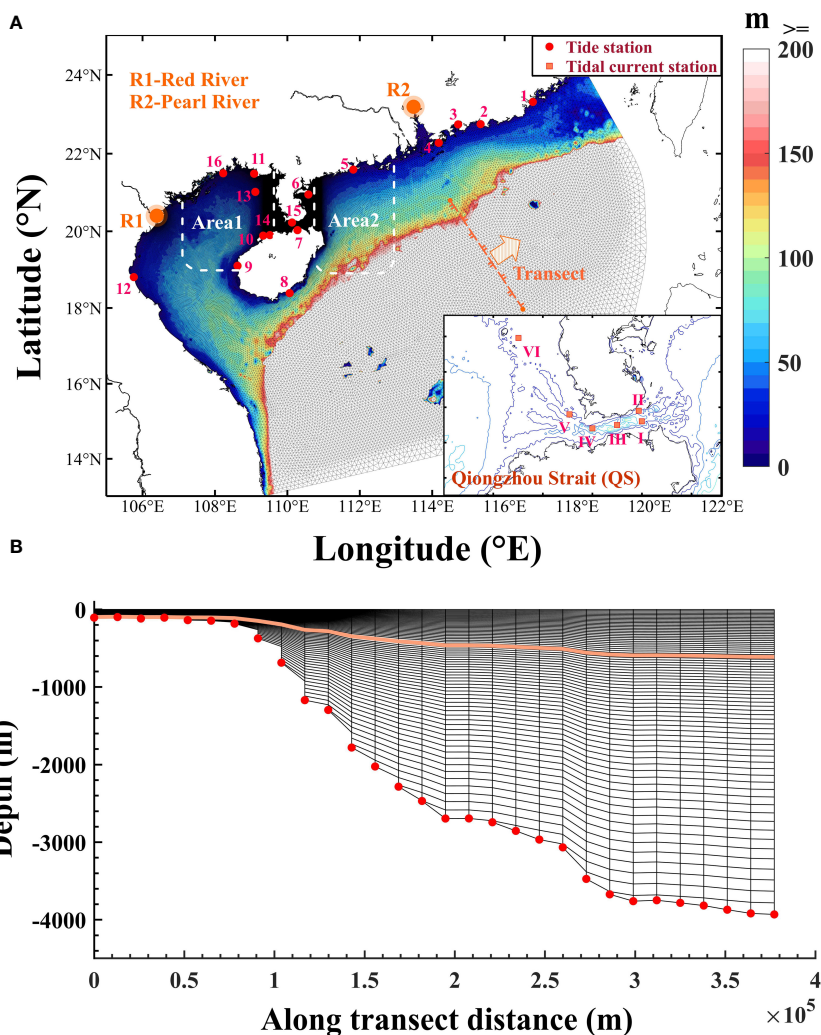 A
m
>=
Tide station
Tidal current station
R1-Red River
R2-Pearl River
R2
R1
1
2
3
4
5
6
7
8
9
10
11
12
13
14
15
16
Area1
Area2
Transect
24°N
22°N
20°N
18°N
16°N
14°N
Latitude (°N)
106°E 108°E 110°E 112°E 114°E 116°E 118°E 120°E 122°E
Longitude (°E)
VI
V
IV
III
II
I
Qiongzhou Strait (QS)
200
150
100
50
0
B
0
-1000
-2000
-3000
-4000
Depth (m)
0 0.5 1 1.5 2 2.5 3 3.5 4
×10⁵
Along transect distance (m)